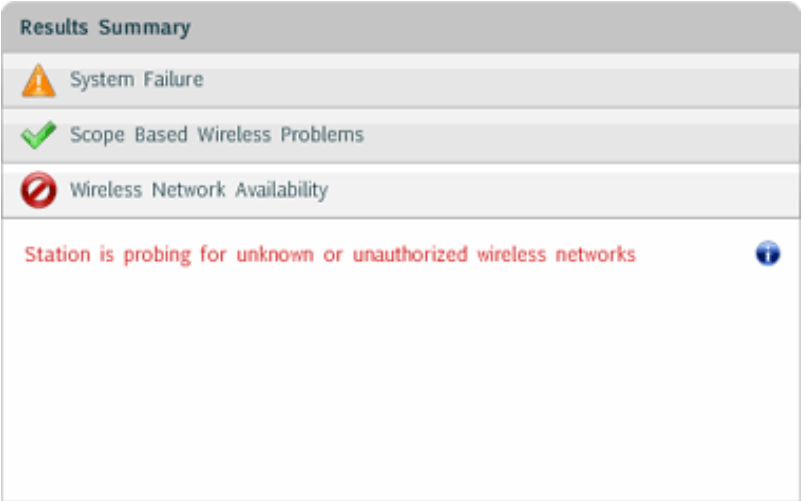 Results Summary
System Failure
Scope Based Wireless Problems
Wireless Network Availability
Station is probing for unknown or unauthorized wireless networks